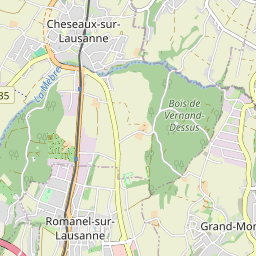 Cheseaux-sur-
Lausanne
La Mèbre
35
Bois de
Vernand-
Dessus
Romanel-sur-
Lausanne
Grand-Mon